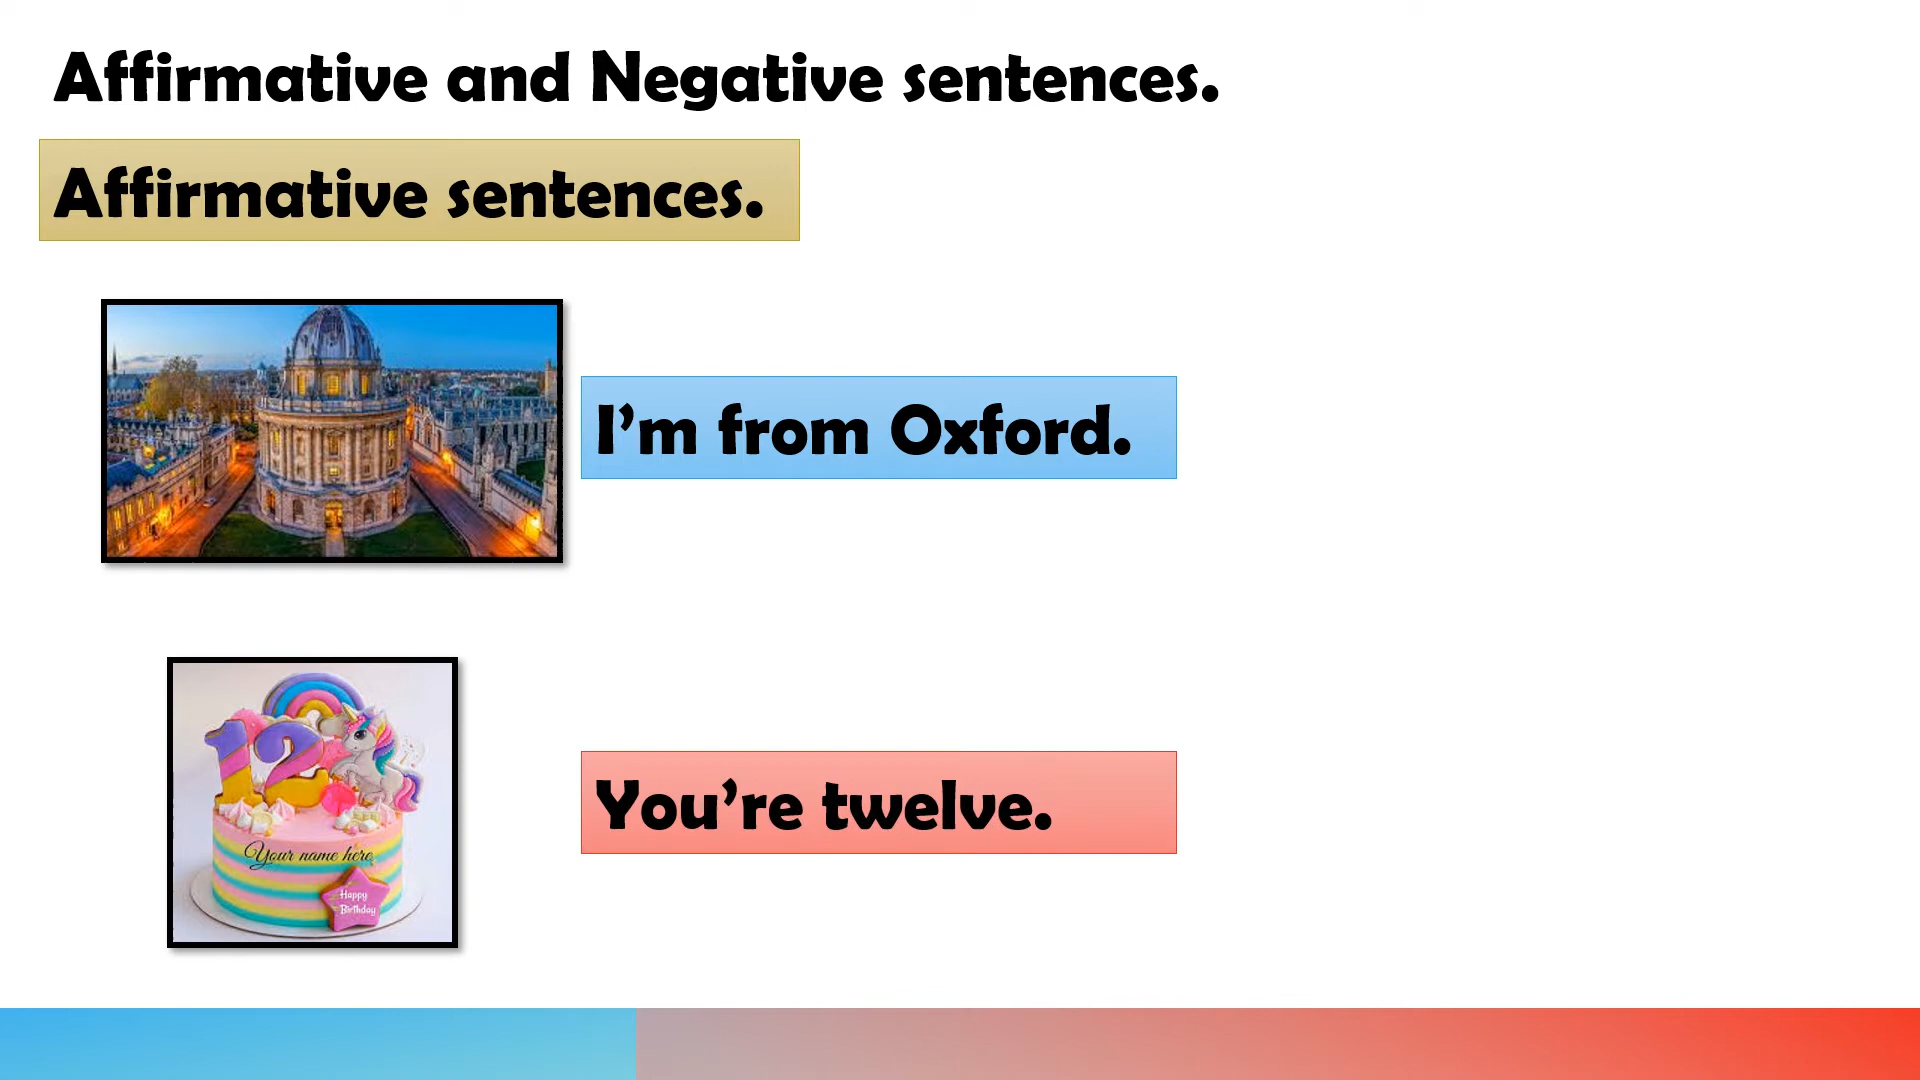 Affirmative and Negative sentences.
Affirmative sentences.
I’m from Oxford.
12
Your name here
Happy
Birthday
You’re twelve.